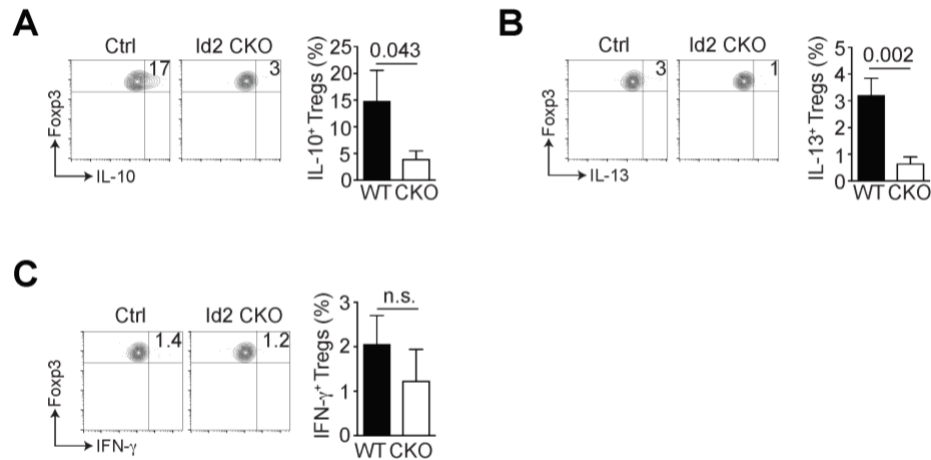 A
Ctrl
Id2 CKO
17
3
Foxp3
IL-10
IL-10+ Tregs (%)
25
20
15
10
5
0
0.043
WT CKO
B
Ctrl
Id2 CKO
3
1
Foxp3
IL-13
IL-13+ Tregs (%)
5
4
3
2
1
0
0.002
WT CKO
C
Ctrl
Id2 CKO
1.4
1.2
Foxp3
IFN-γ
IFN-γ+ Tregs (%)
3
2
1
0
n.s.
WT CKO